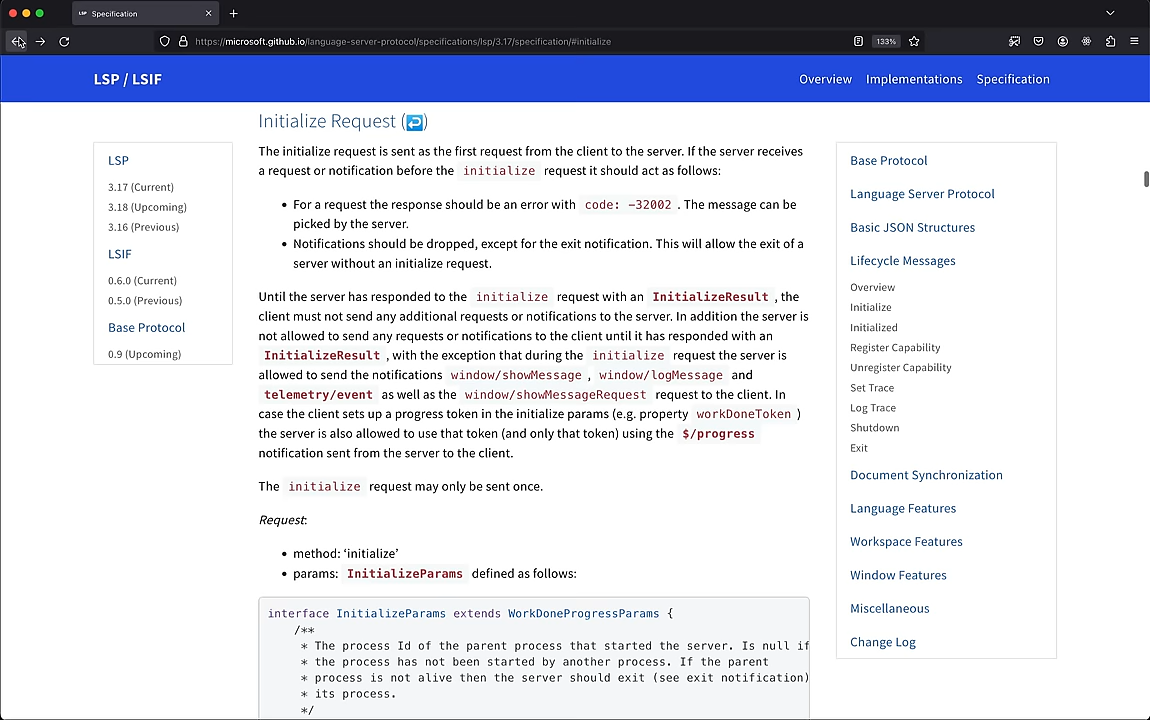 LSP Specification
https://microsoft.github.io/language-server-protocol/specifications/lsp/3.17/specification/#initialize
133%
LSP / LSIF
Overview
Implementations
Specification
LSP
3.17 (Current)
3.18 (Upcoming)
3.16 (Previous)
LSIF
0.6.0 (Current)
0.5.0 (Previous)
Base Protocol
0.9 (Upcoming)
Initialize Request (↩)
The initialize request is sent as the first request from the client to the server. If the server receives
a request or notification before the initialize request it should act as follows:
• For a request the response should be an error with code: -32002 . The message can be
picked by the server.
• Notifications should be dropped, except for the exit notification. This will allow the exit of a
server without an initialize request.
Until the server has responded to the initialize request with an InitializeResult , the
client must not send any additional requests or notifications to the server. In addition the server is
not allowed to send any requests or notifications to the client until it has responded with an
InitializeResult , with the exception that during the initialize request the server is
allowed to send the notifications window/showMessage , window/logMessage and
telemetry/event as well as the window/showMessageRequest request to the client. In
case the client sets up a progress token in the initialize params (e.g. property workDoneToken )
the server is also allowed to use that token (and only that token) using the $/progress
notification sent from the server to the client.
The initialize request may only be sent once.
Request:
• method: ‘initialize’
• params: InitializeParams defined as follows:
interface InitializeParams extends WorkDoneProgressParams {
/**
* The process Id of the parent process that started the server. Is null if
* the process has not been started by another process. If the parent
* process is not alive then the server should exit (see exit notification)
* its process.
*/
Base Protocol
Language Server Protocol
Basic JSON Structures
Lifecycle Messages
Overview
Initialize
Initialized
Register Capability
Unregister Capability
Set Trace
Log Trace
Shutdown
Exit
Document Synchronization
Language Features
Workspace Features
Window Features
Miscellaneous
Change Log